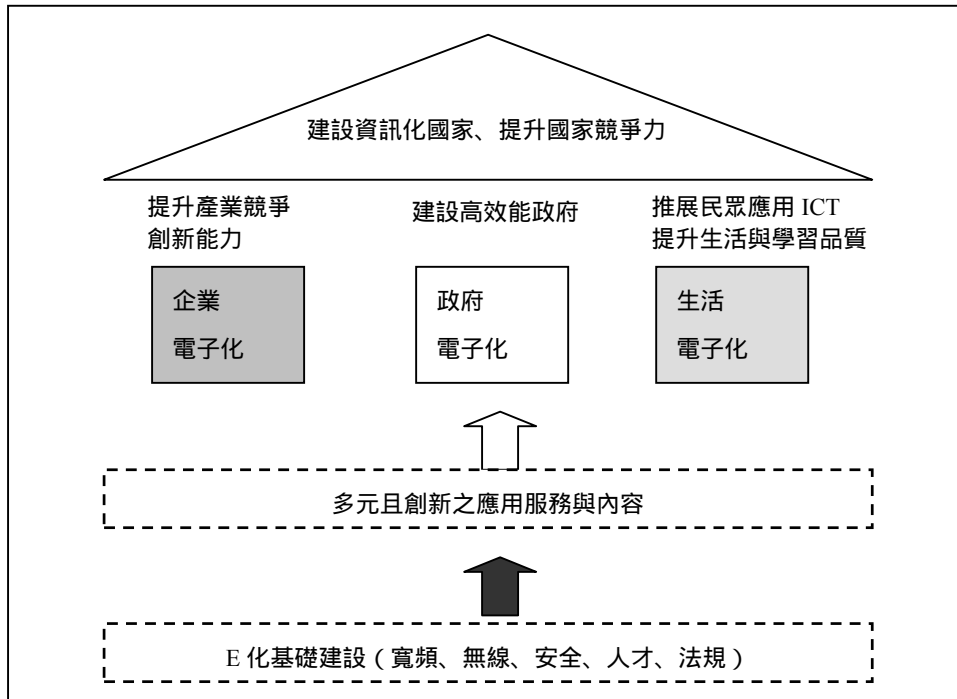 建設資訊化國家、提升國家競爭力
提升產業競爭
創新能力
建設高效能政府
推展民眾應用 ICT
提升生活與學習品質
企業
電子化
政府
電子化
生活
電子化
多元且創新之應用服務與內容
E 化基礎建設（寬頻、無線、安全、人才、法規）